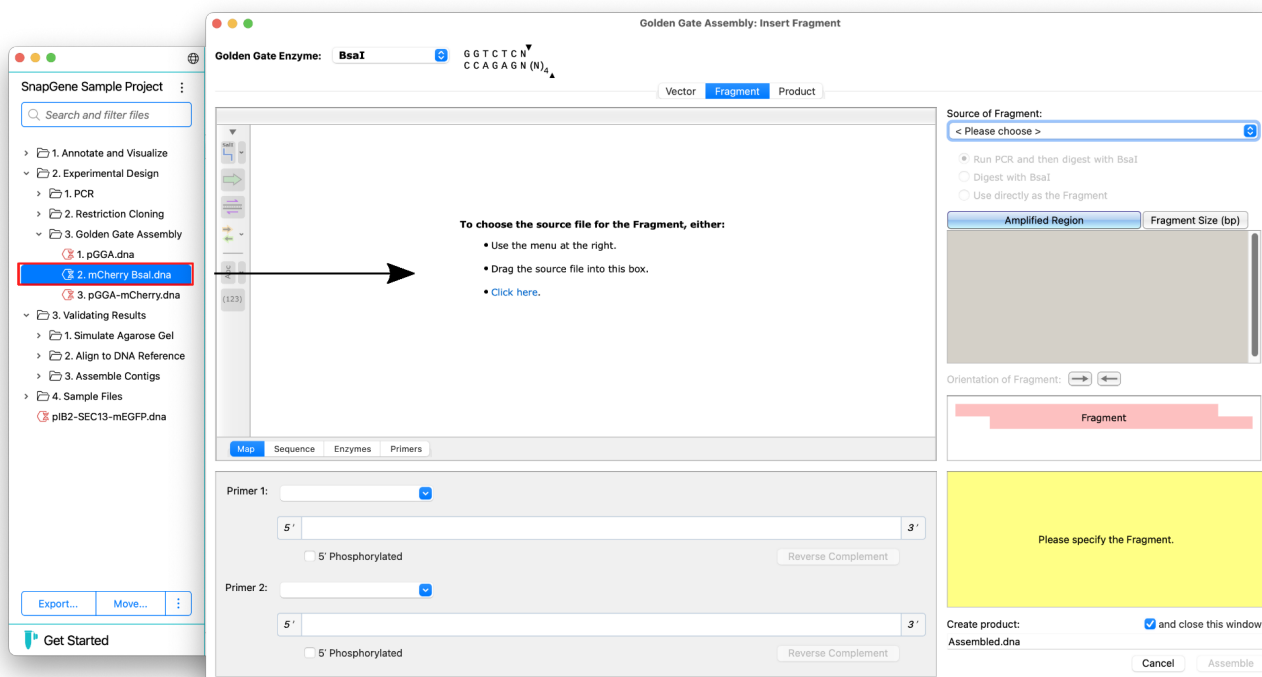 Golden Gate Assembly: Insert Fragment
Golden Gate Enzyme: BsaI
GGTCTCN
CCAGAGN(N)4
Vector Fragment Product
SnapGene Sample Project
Search and filter files
1. Annotate and Visualize
2. Experimental Design
1. PCR
2. Restriction Cloning
3. Golden Gate Assembly
1. pGGA.dna
2. mCherry BsaI.dna
3. pGGA-mCherry.dna
3. Validating Results
1. Simulate Agarose Gel
2. Align to DNA Reference
3. Assemble Contigs
4. Sample Files
pIB2-SEC13-mEGFP.dna
Export... Move...
Get Started
(123)
To choose the source file for the Fragment, either:
• Use the menu at the right.
• Drag the source file into this box.
• Click here.
Map Sequence Enzymes Primers
Source of Fragment:
< Please choose >
Run PCR and then digest with BsaI
Digest with BsaI
Use directly as the Fragment
Amplified Region Fragment Size (bp)
Orientation of Fragment:
Fragment
Primer 1:
5' 3'
5' Phosphorylated Reverse Complement
Primer 2:
5' 3'
5' Phosphorylated Reverse Complement
Please specify the Fragment.
Create product: and close this window
Assembled.dna
Cancel Assemble